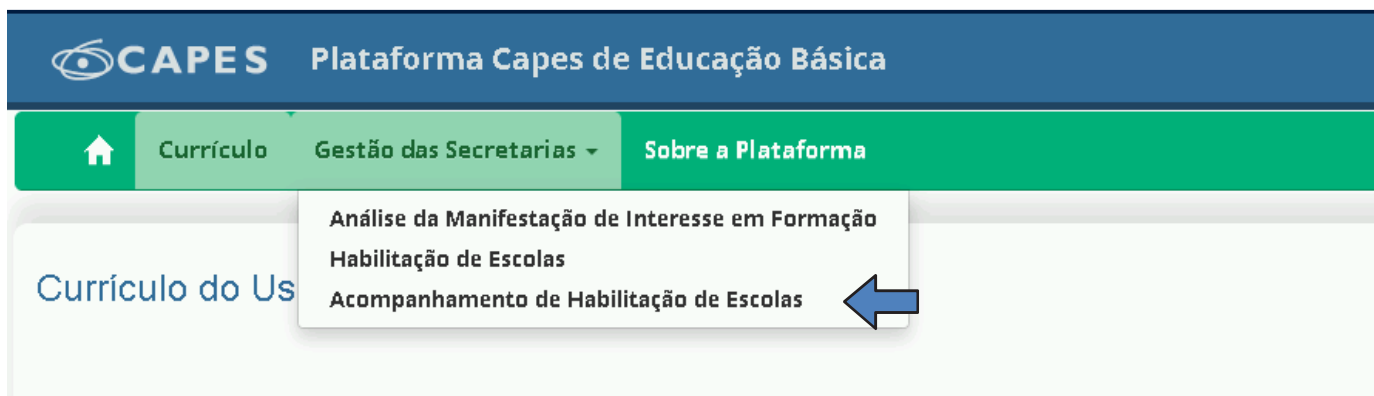 CAPES Plataforma Capes de Educação Básica
Currículo Gestão das Secretarias Sobre a Plataforma
Análise da Manifestação de Interesse em Formação
Habilitação de Escolas
Acompanhamento de Habilitação de Escolas
Currículo do Us